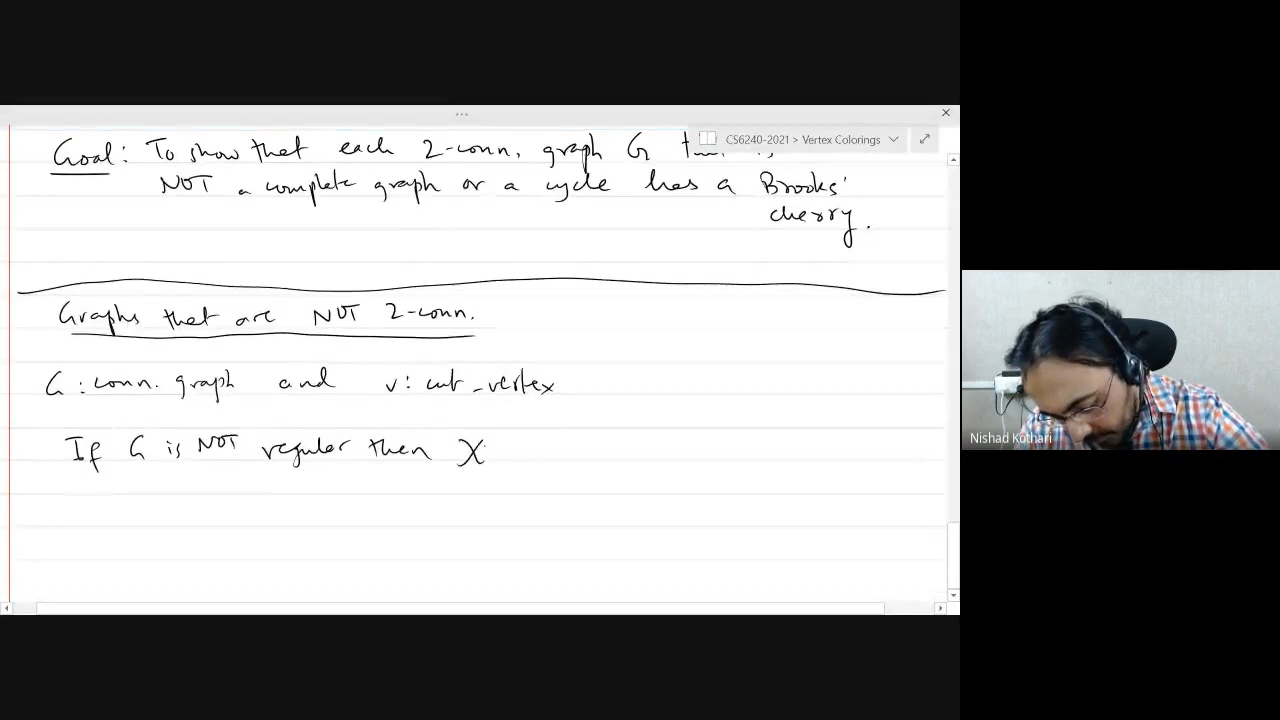 CS6240-2021 > Vertex Colorings
Goal: To show that each 2-conn. graph G
NOT a complete graph or a cycle has a Brooks'
cherry.
Graphs that are NOT 2-conn.
G: conn. graph and v: cut-vertex
If G is NOT regular then χ
Nishad Kothari